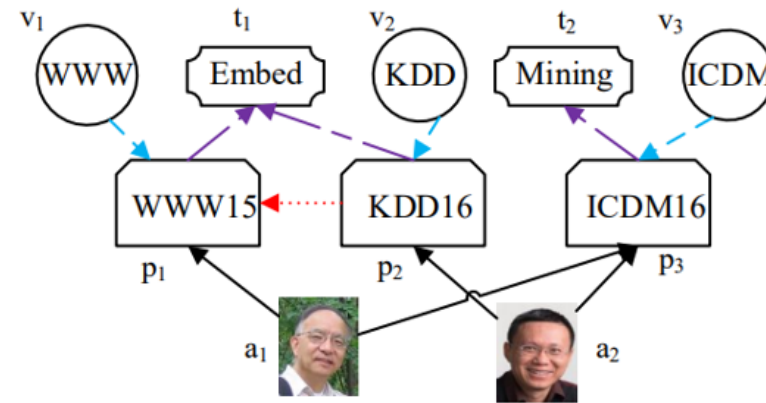 v₁ t₁ v₂ t₂ v₃
WWW Embed KDD Mining ICDM
WWW15 KDD16 ICDM16
p₁ p₂ p₃
a₁ a₂